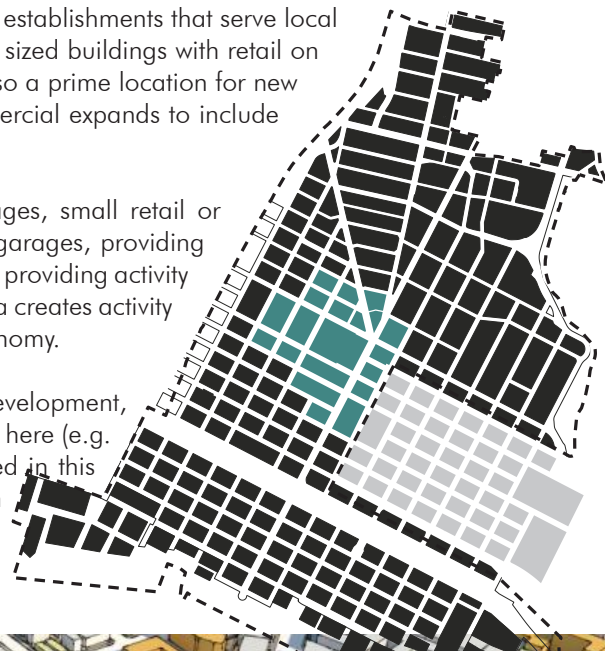 establishments that serve local
sized buildings with retail on
so a prime location for new
ercial expands to include
ages, small retail or
garages, providing
providing activity
a creates activity
nomy.
evelopment,
here (e.g.
ed in this